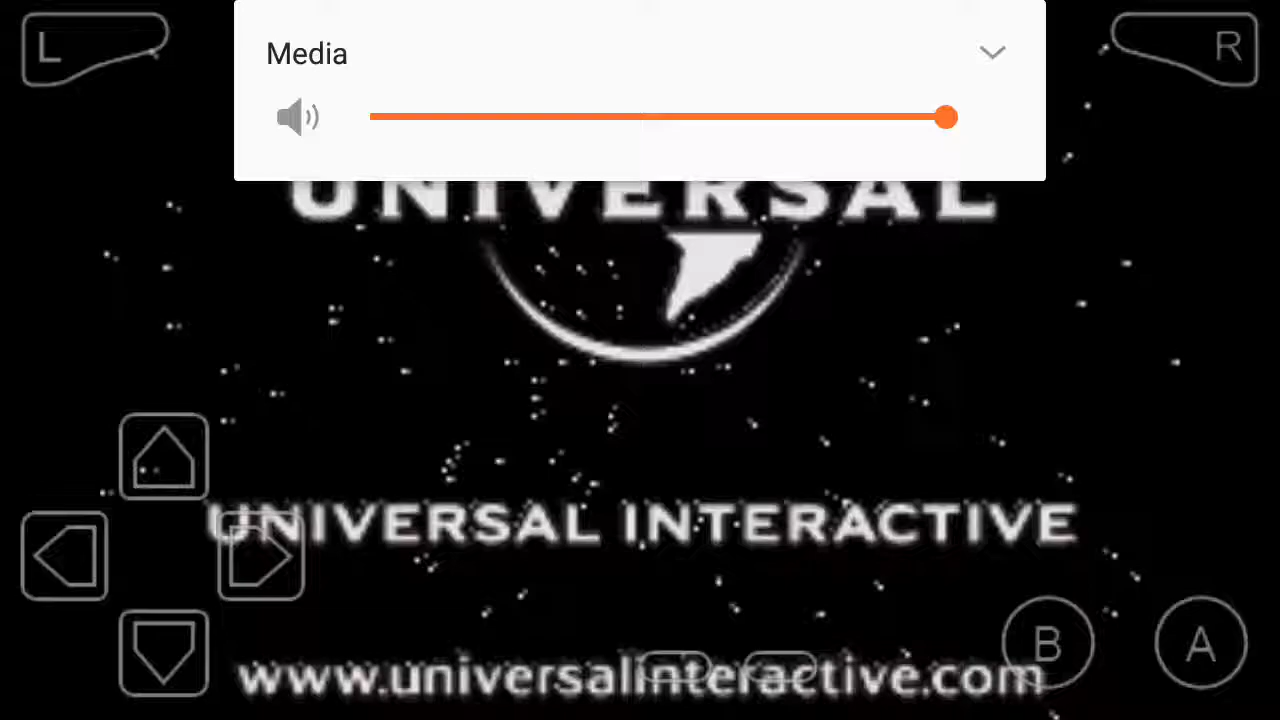 L
R
Media
UNIVERSAL
UNIVERSAL INTERACTIVE
B
A
www.universalinteractive.com